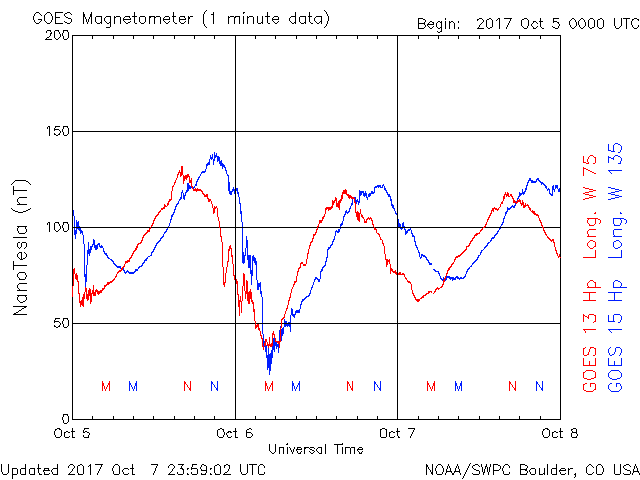 GOES Magnetometer (1 minute data)
Begin: 2017 Oct 5 0000 UTC
200
150
100
50
0
NanoTesla (nT)
M M N N M M N N M M N N
Oct 5 Oct 6 Oct 7 Oct 8
Universal Time
GOES 13 Hp Long. W 75
GOES 15 Hp Long. W 135
Updated 2017 Oct 7 23:59:02 UTC
NOAA/SWPC Boulder, CO USA